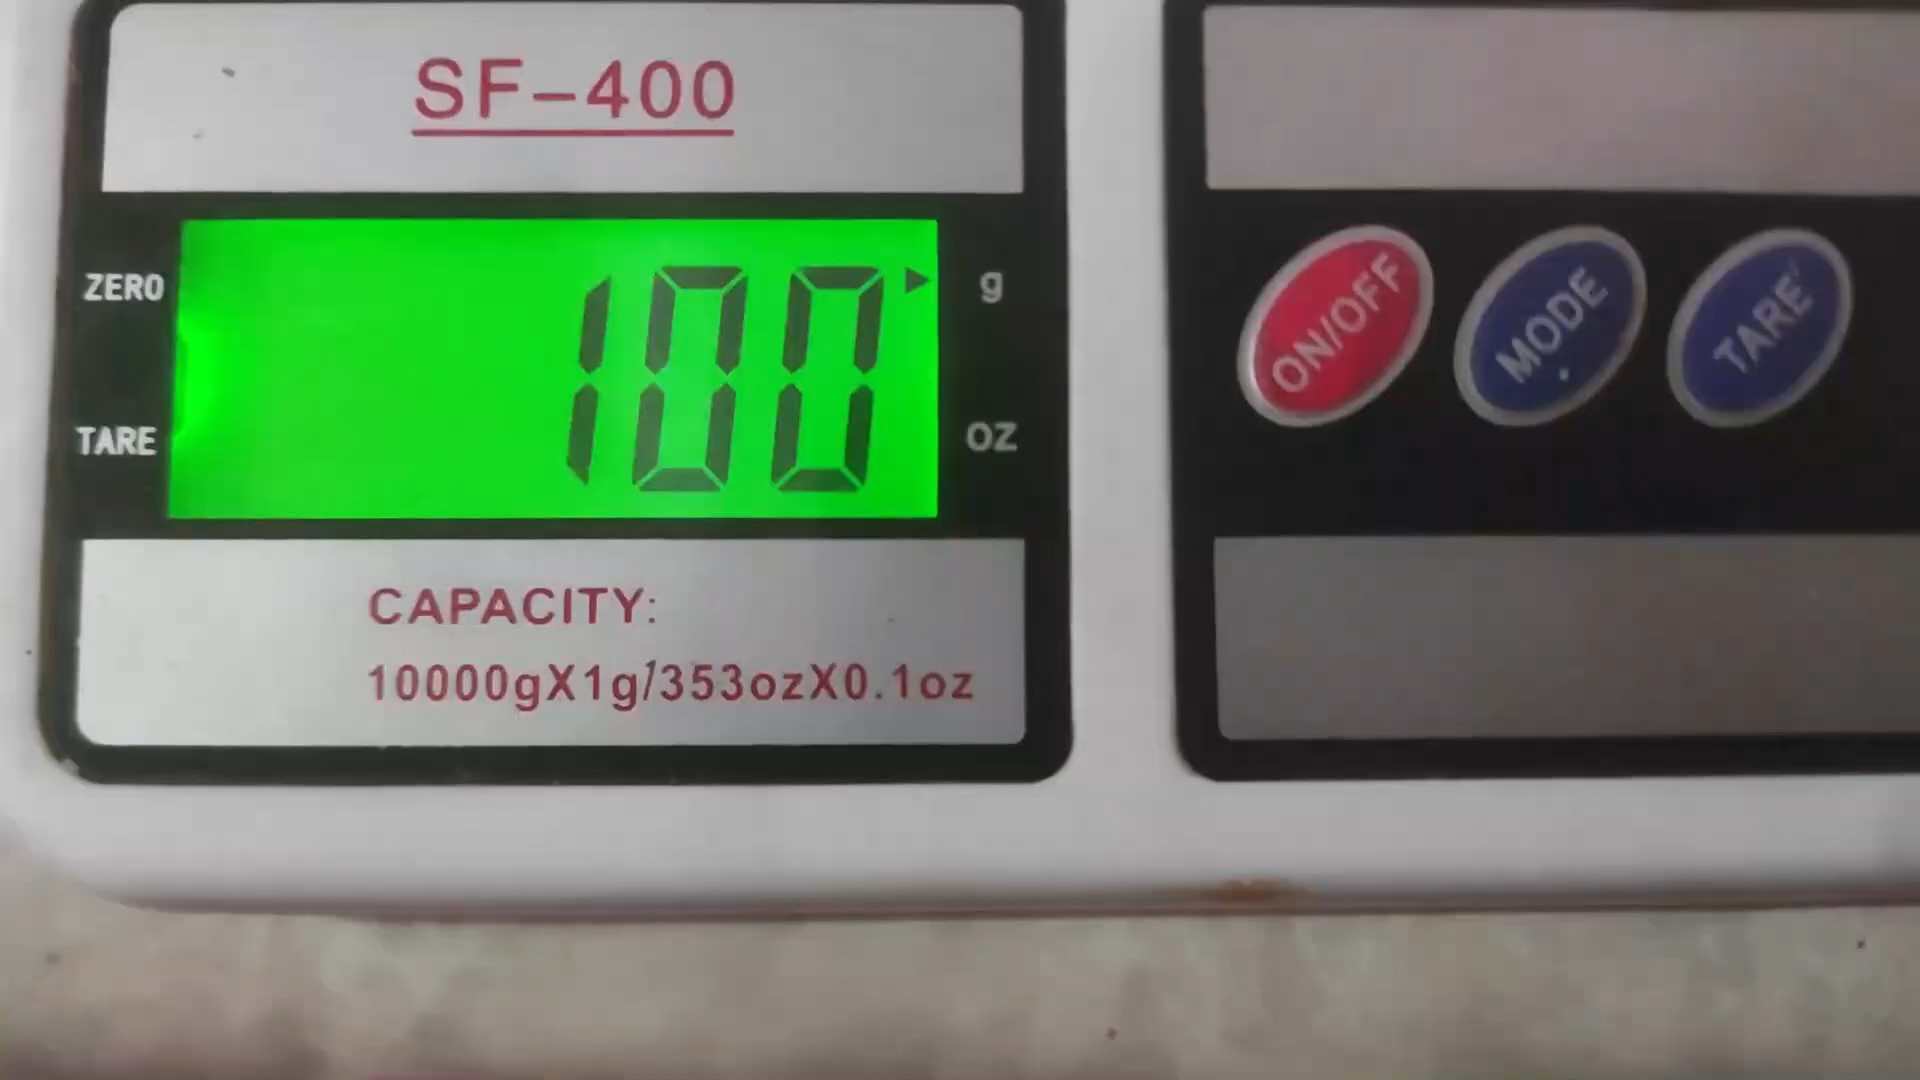 SF-400
ZERO
100
g
TARE
OZ
ON/OFF
MODE
TARE
CAPACITY:
10000gX1g/353ozX0.1oz